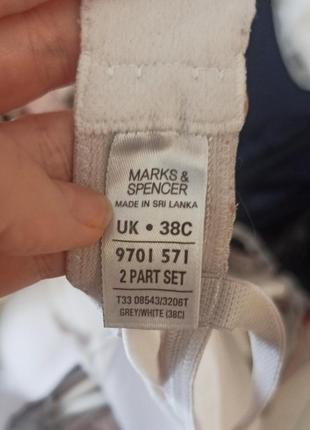 MARKS &
SPENCER
MADE IN SRI LANKA
UK • 38C
9701 571
2 PART SET
T33 08543/3206T
GREY/WHITE (38C)